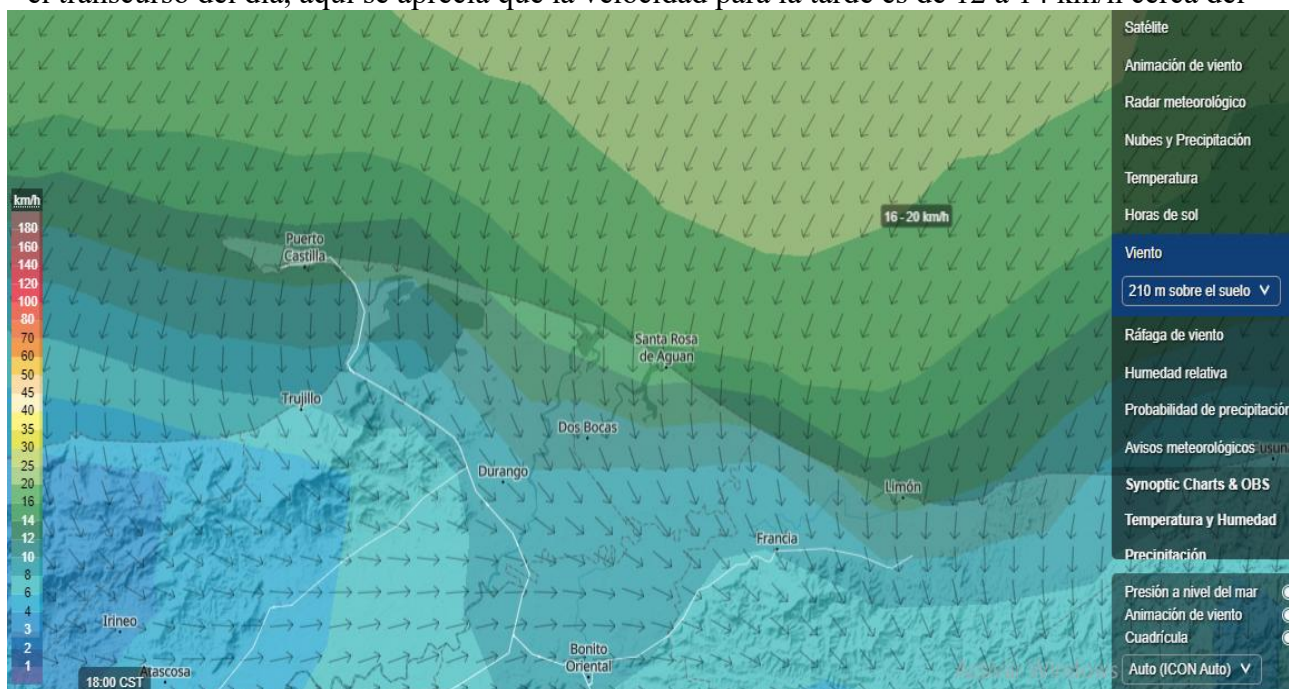 el transcurso del día, aquí se aprecia que la velocidad para la tarde es de 12 a 14 km/h cerca del
Satélite
Animación de viento
Radar meteorológico
Nubes y Precipitación
Temperatura
Horas de sol
Viento
210 m sobre el suelo
Ráfaga de viento
Humedad relativa
Probabilidad de precipitación
Avisos meteorológicos
Synoptic Charts & OBS
Temperatura y Humedad
Precipitación
Presión a nivel del mar
Animación de viento
Cuadrícula
Auto (ICON Auto)
km/h
180
160
140
120
100
80
70
60
50
45
40
35
30
25
20
16
14
12
10
8
6
4
3
2
1
16 - 20 km/h
Puerto
Castilla
Santa Rosa
de Aguan
Trujillo
Dos Bocas
Durango
Limón
Francia
Irineo
Bonito
Oriental
Atascosa
18:00 CST